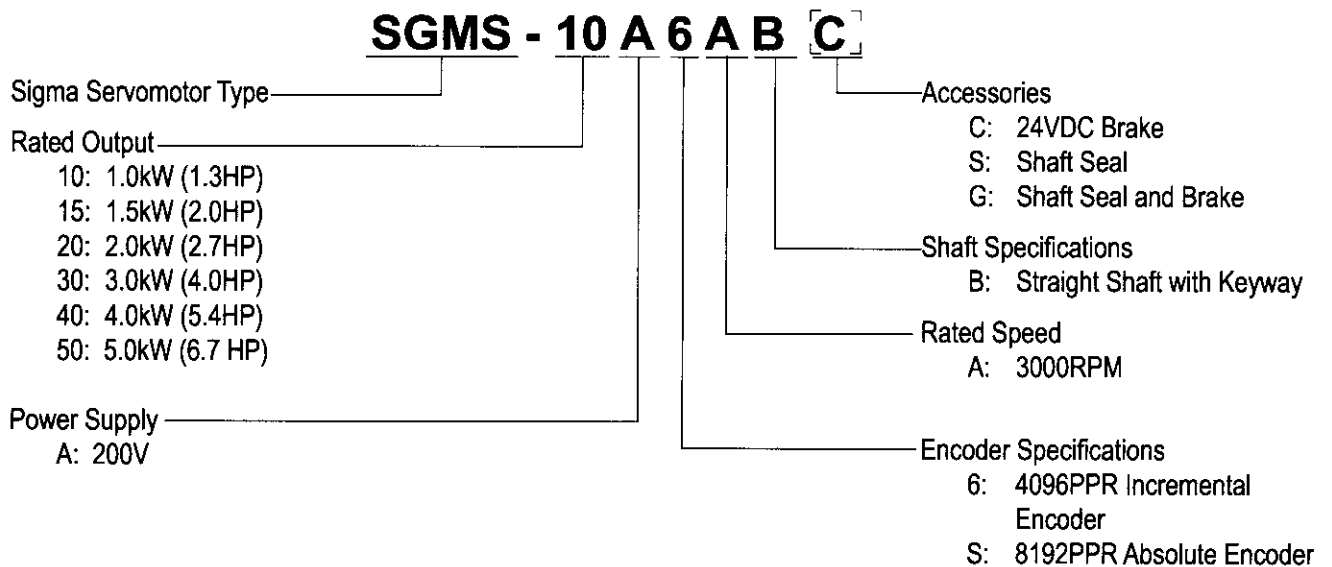 SGMS - 10 A 6 A B [C]
Sigma Servomotor Type
Rated Output
10: 1.0kW (1.3HP)
15: 1.5kW (2.0HP)
20: 2.0kW (2.7HP)
30: 3.0kW (4.0HP)
40: 4.0kW (5.4HP)
50: 5.0kW (6.7 HP)
Power Supply
A: 200V
Accessories
C: 24VDC Brake
S: Shaft Seal
G: Shaft Seal and Brake
Shaft Specifications
B: Straight Shaft with Keyway
Rated Speed
A: 3000RPM
Encoder Specifications
6: 4096PPR Incremental
Encoder
S: 8192PPR Absolute Encoder